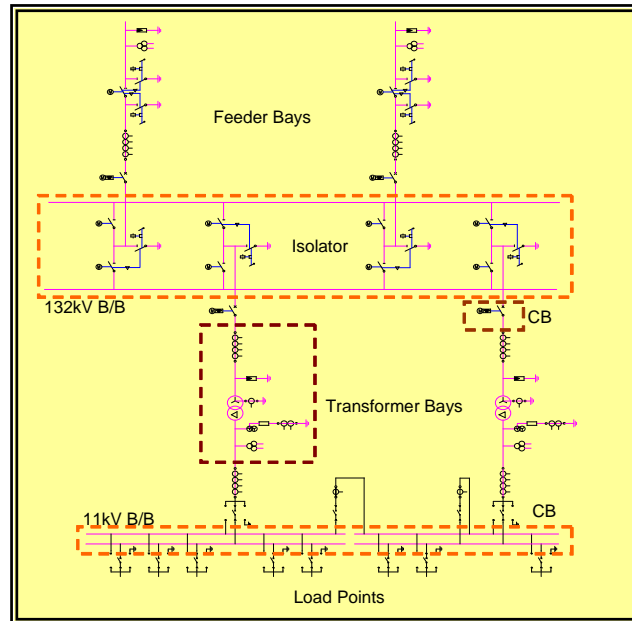 Feeder Bays
Isolator
132kV B/B
CB
Transformer Bays
11kV B/B
CB
Load Points